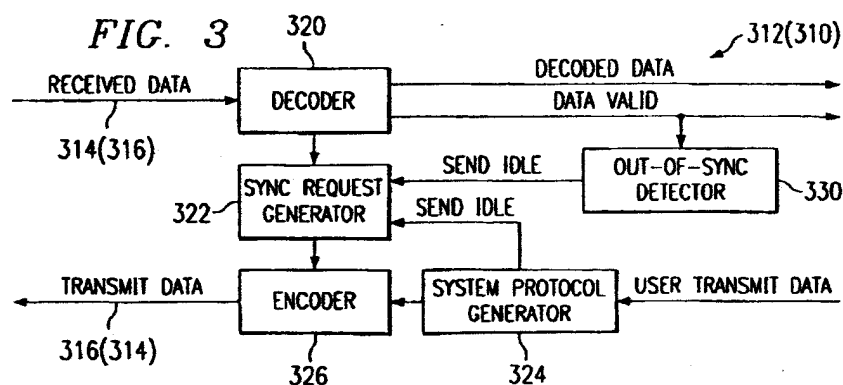 FIG. 3
320
312(310)
RECEIVED DATA
DECODER
DECODED DATA
DATA VALID
314(316)
SEND IDLE
OUT-OF-SYNC
DETECTOR
330
SYNC REQUEST
GENERATOR
322
SEND IDLE
TRANSMIT DATA
ENCODER
SYSTEM PROTOCOL
GENERATOR
USER TRANSMIT DATA
316(314)
326
324